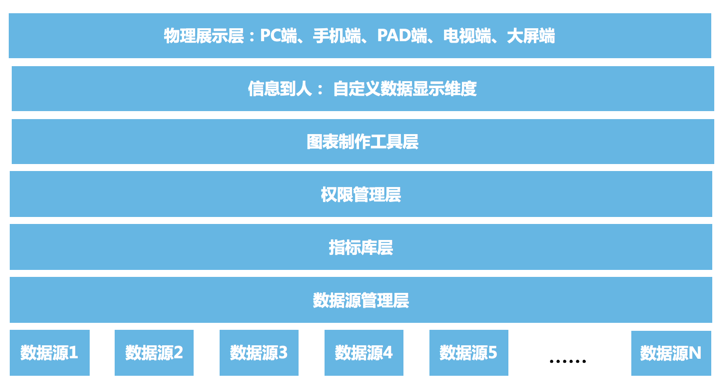 物理展示层：PC端、手机端、PAD端、电视端、大屏端
信息到人： 自定义数据显示维度
图表制作工具层
权限管理层
指标库层
数据源管理层
数据源1 数据源2 数据源3 数据源4 数据源5 …… 数据源N